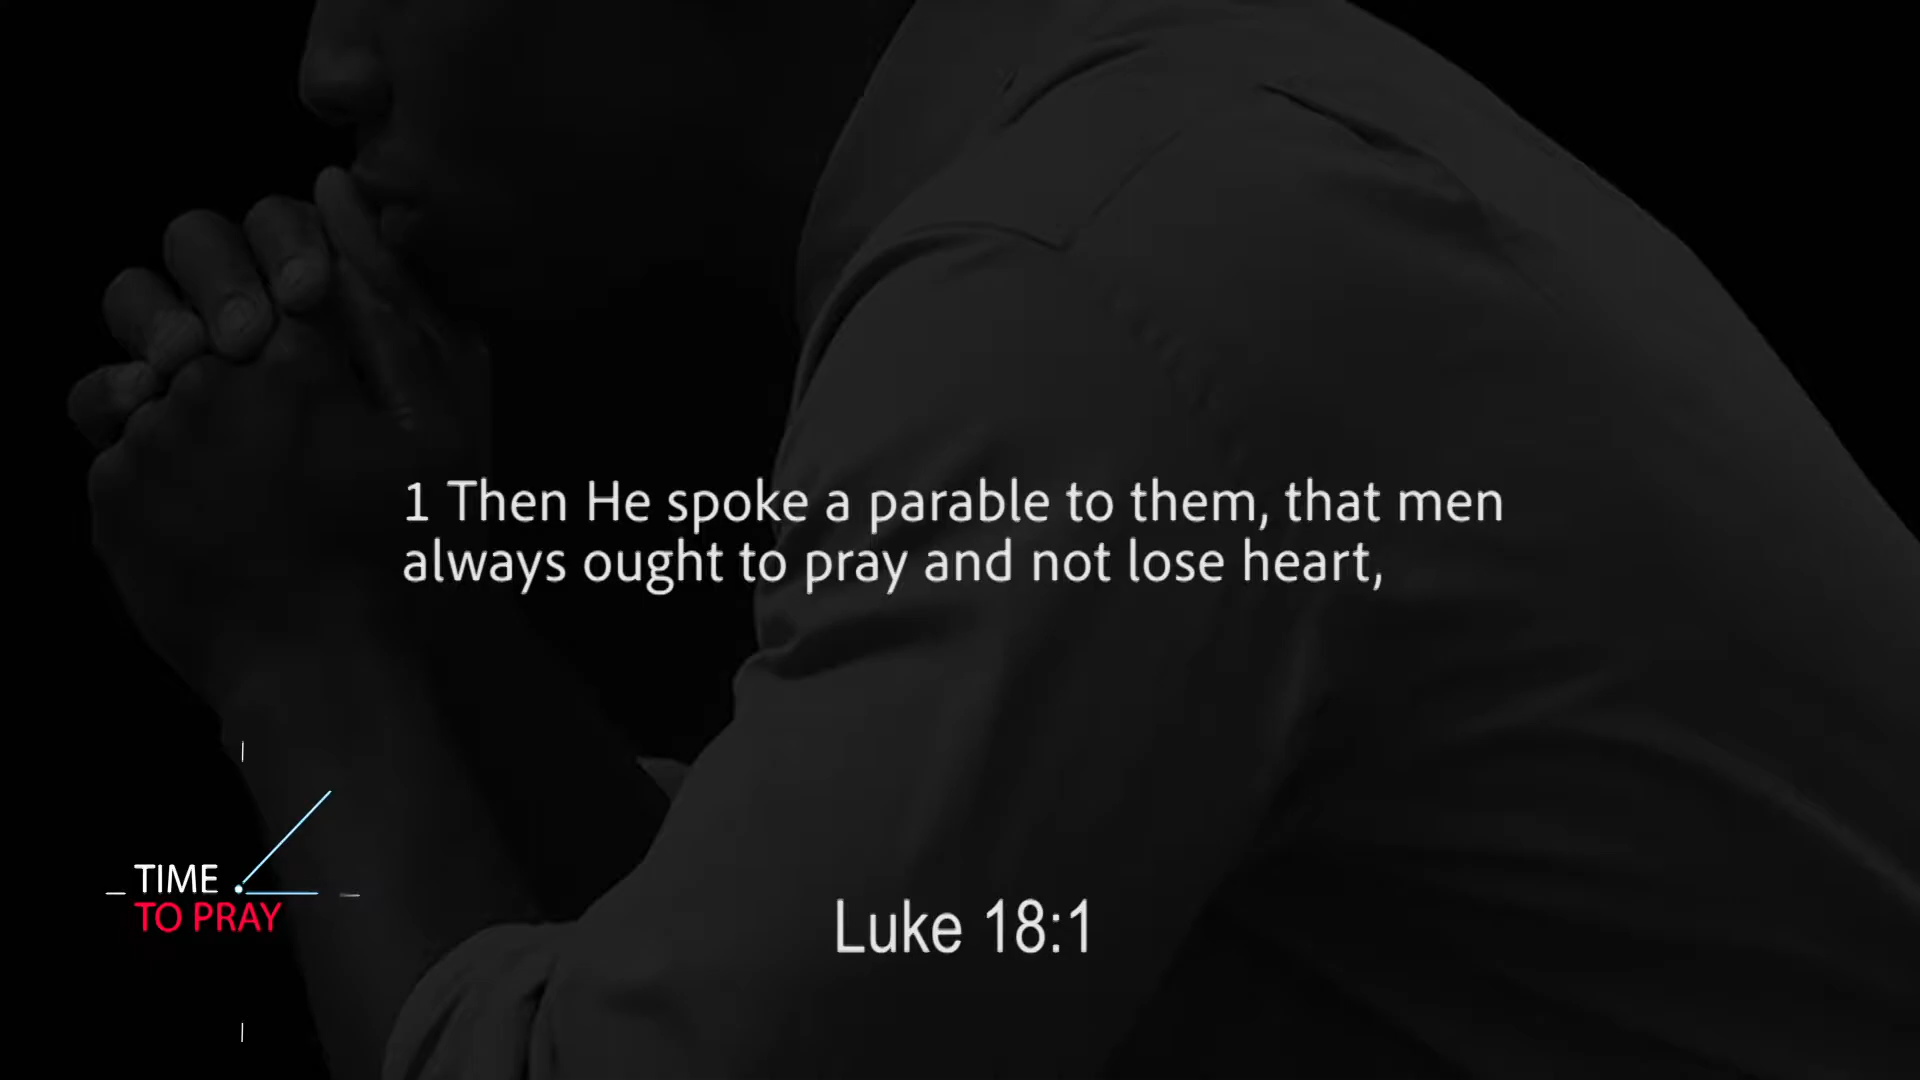 1 Then He spoke a parable to them, that men
always ought to pray and not lose heart,
TIME
TO PRAY
Luke 18:1